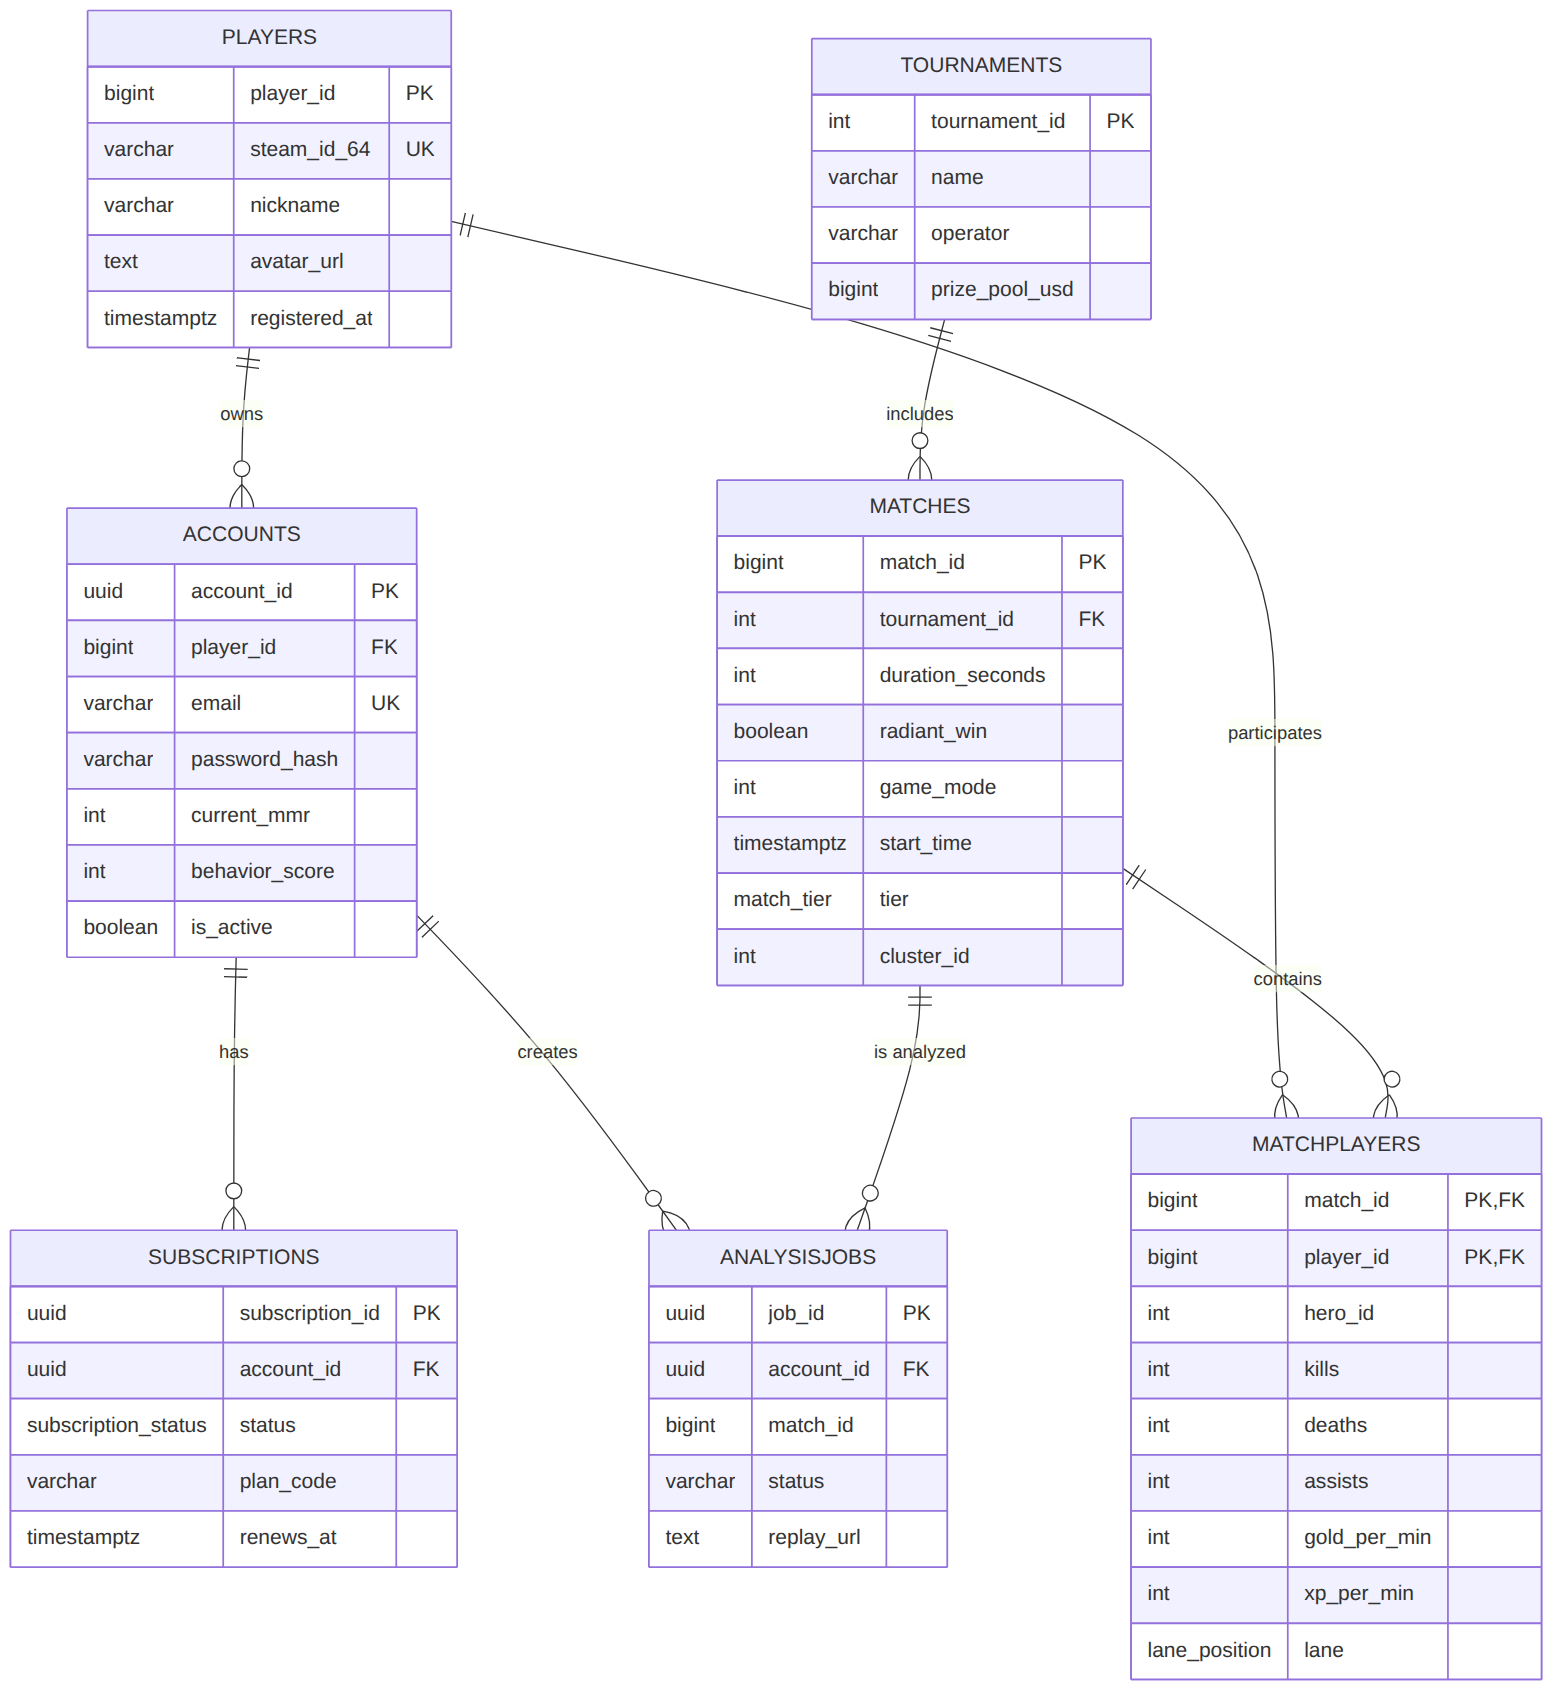 PLAYERS
bigint player_id PK
varchar steam_id_64 UK
varchar nickname
text avatar_url
timestamptz registered_at
TOURNAMENTS
int tournament_id PK
varchar name
varchar operator
bigint prize_pool_usd
owns
includes
ACCOUNTS
uuid account_id PK
bigint player_id FK
varchar email UK
varchar password_hash
int current_mmr
int behavior_score
boolean is_active
MATCHES
bigint match_id PK
int tournament_id FK
int duration_seconds
boolean radiant_win
int game_mode
timestamptz start_time
match_tier tier
int cluster_id
participates
contains
has
creates
is analyzed
SUBSCRIPTIONS
uuid subscription_id PK
uuid account_id FK
subscription_status status
varchar plan_code
timestamptz renews_at
ANALYSISJOBS
uuid job_id PK
uuid account_id FK
bigint match_id
varchar status
text replay_url
MATCHPLAYERS
bigint match_id PK,FK
bigint player_id PK,FK
int hero_id
int kills
int deaths
int assists
int gold_per_min
int xp_per_min
lane_position lane